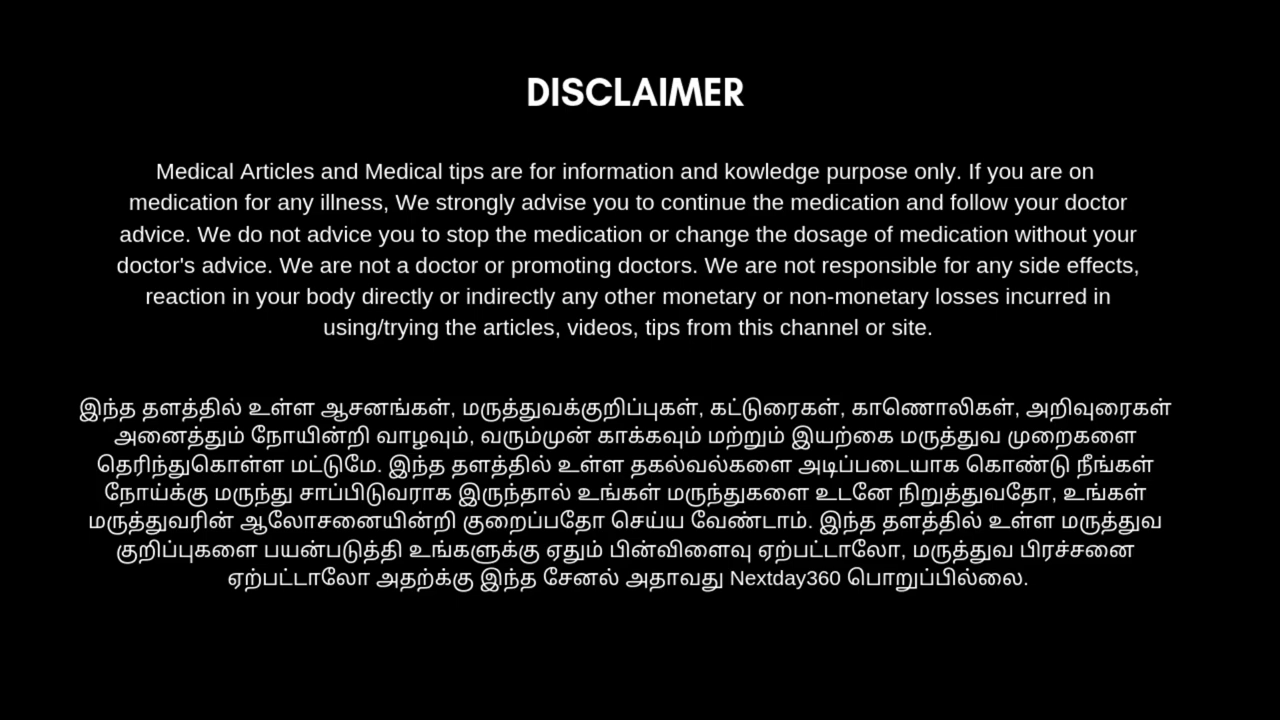 DISCLAIMER
Medical Articles and Medical tips are for information and kowledge purpose only. If you are on
medication for any illness, We strongly advise you to continue the medication and follow your doctor
advice. We do not advice you to stop the medication or change the dosage of medication without your
doctor's advice. We are not a doctor or promoting doctors. We are not responsible for any side effects,
reaction in your body directly or indirectly any other monetary or non-monetary losses incurred in
using/trying the articles, videos, tips from this channel or site.
இந்த தளத்தில் உள்ள ஆசனங்கள், மருத்துவக்குறிப்புகள், கட்டுரைகள், காணொலிகள், அறிவுரைகள்
அனைத்தும் நோயின்றி வாழவும், வரும்முன் காக்கவும் மற்றும் இயற்கை மருத்துவ முறைகளை
தெரிந்துகொள்ள மட்டுமே. இந்த தளத்தில் உள்ள தகல்வல்களை அடிப்படையாக கொண்டு நீங்கள்
நோய்க்கு மருந்து சாப்பிடுவராக இருந்தால் உங்கள் மருந்துகளை உடனே நிறுத்துவதோ, உங்கள்
மருத்துவரின் ஆலோசனையின்றி குறைப்பதோ செய்ய வேண்டாம். இந்த தளத்தில் உள்ள மருத்துவ
குறிப்புகளை பயன்படுத்தி உங்களுக்கு ஏதும் பின்விளைவு ஏற்பட்டாலோ, மருத்துவ பிரச்சனை
ஏற்பட்டாலோ அதற்க்கு இந்த சேனல் அதாவது Nextday360 பொறுப்பில்லை.